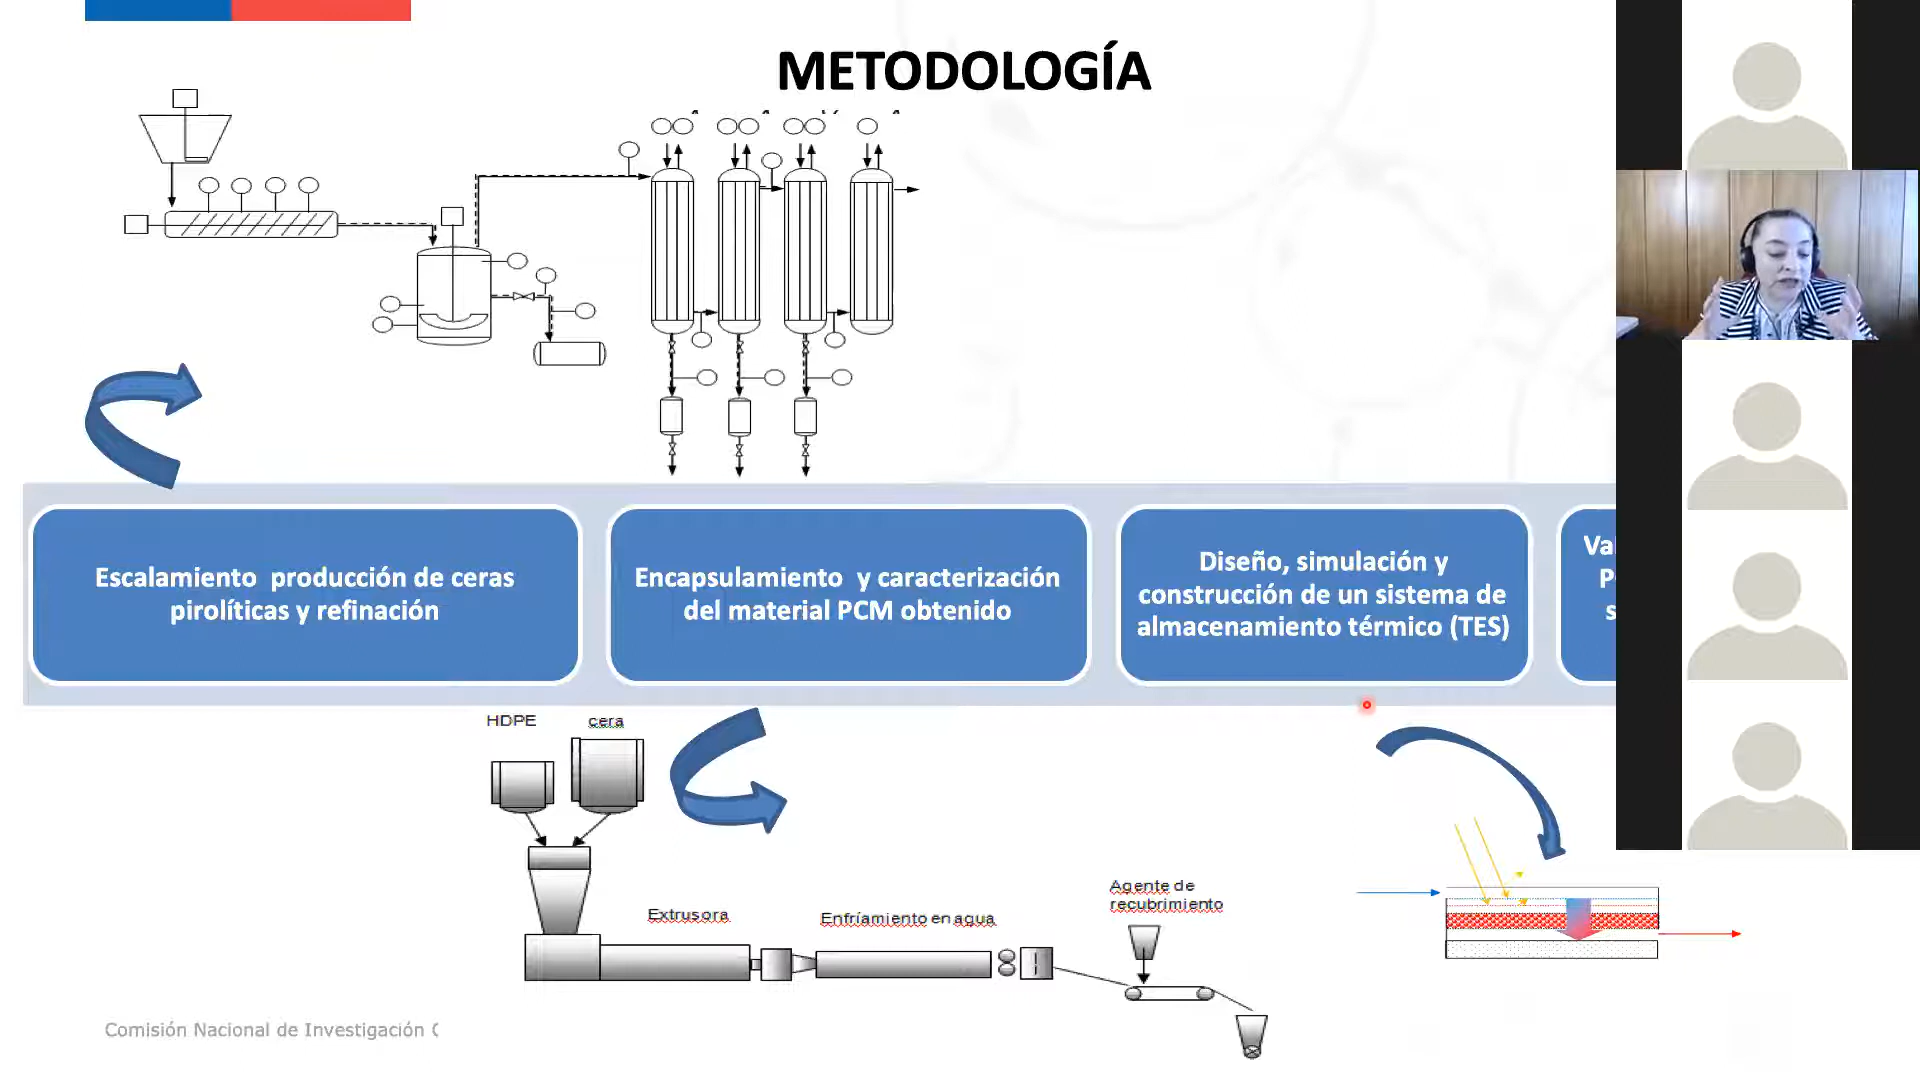 METODOLOGÍA
Escalamiento producción de ceras
pirolíticas y refinación
Encapsulamiento y caracterización
del material PCM obtenido
Diseño, simulación y
construcción de un sistema de
almacenamiento térmico (TES)
HDPE
cera
Extrusora
Enfriamiento en agua
Agente de
recubrimiento
Comisión Nacional de Investigación